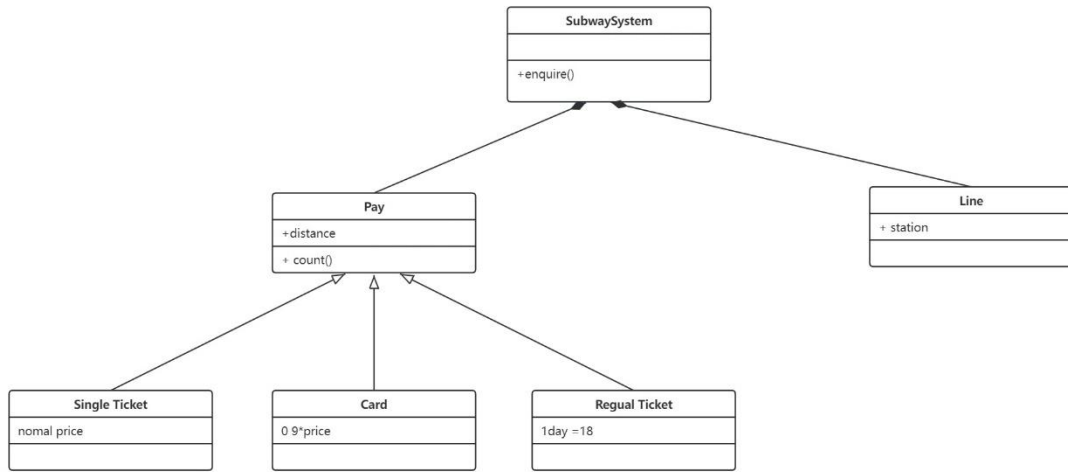 SubwaySystem
+enquire()
Pay
+distance
+ count()
Line
+ station
Single Ticket
nomal price
Card
0 9*price
Regual Ticket
1day =18